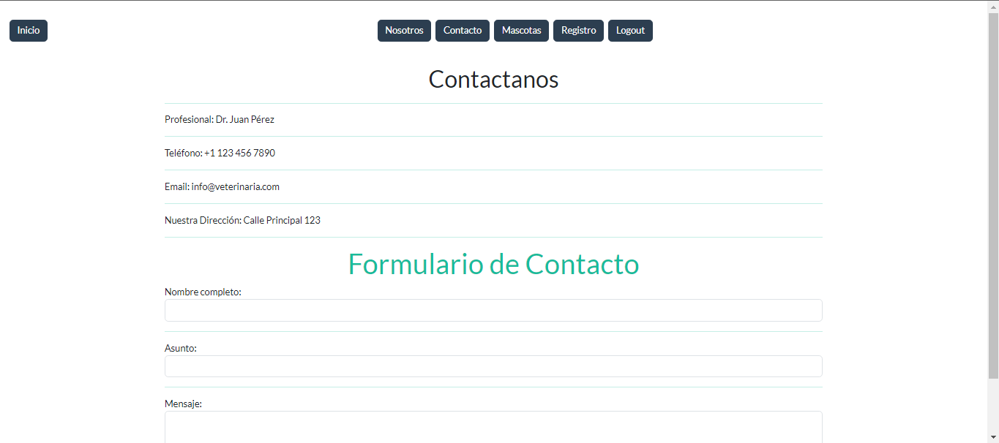 Inicio Nosotros Contacto Mascotas Registro Logout
Contactanos
Profesional: Dr. Juan Pérez
Teléfono: +1 123 456 7890
Email: info@veterinaria.com
Nuestra Dirección: Calle Principal 123
Formulario de Contacto
Nombre completo:
Asunto:
Mensaje: